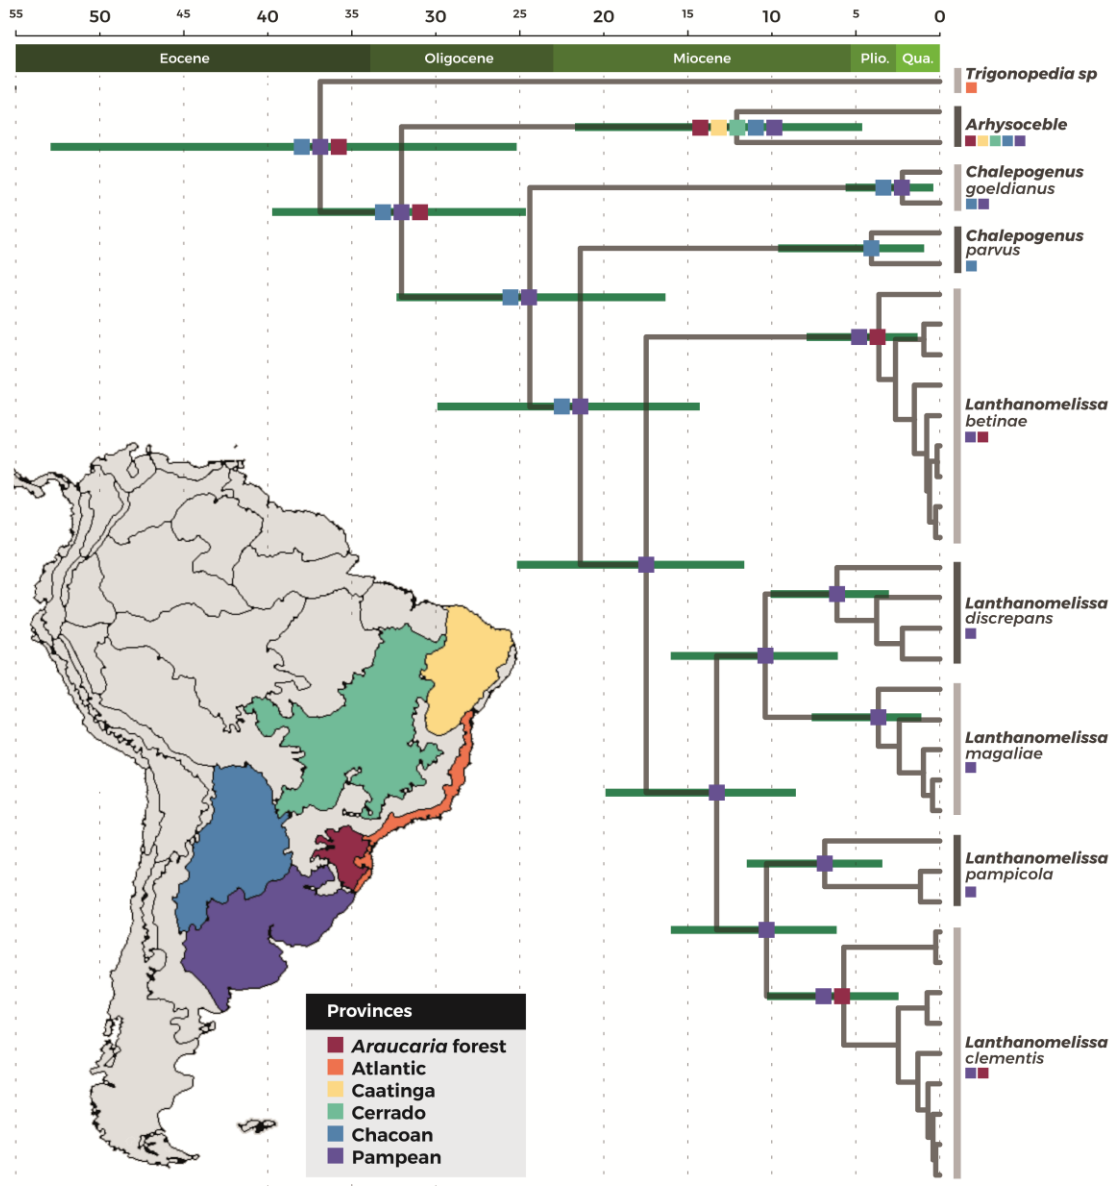 55 50 45 40 35 30 25 20 15 10 5 0
Eocene Oligocene Miocene Plio. Qua.
Trigonopedia sp
Arhysoceble
Chalepogenus
goeldianus
Chalepogenus
parvus
Lanthanomelissa
betinae
Lanthanomelissa
discrepans
Lanthanomelissa
magaliae
Lanthanomelissa
pampicola
Lanthanomelissa
clementis
Provinces
Araucaria forest
Atlantic
Caatinga
Cerrado
Chacoan
Pampean